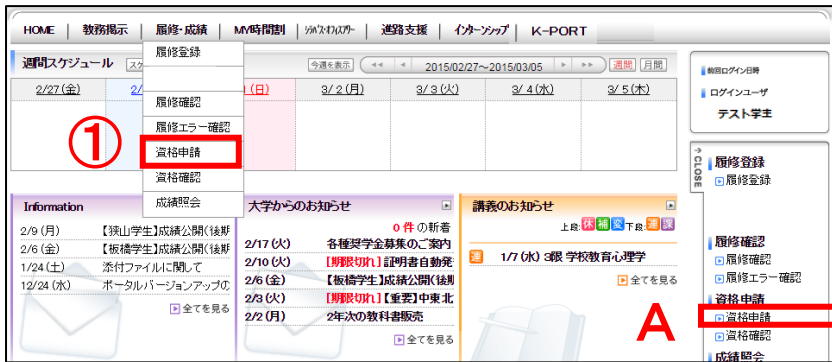 HOME | 教務掲示 | 履修・成績 | MY時間割 | ｼﾗﾊﾞｽ･ｵﾌｨｽｱﾜｰ | 進路支援 | インターンシップ | K-PORT
週間スケジュール
今週を表示 2015/02/27～2015/03/05 週間 月間
2/27(金) 2/ (日) 3/ 2(月) 3/ 3(火) 3/ 4(水) 3/ 5(木)
履修登録
履修確認
履修エラー確認
① 資格申請
資格確認
成績照会
Information
2/9 (月) 【狭山学生】成績公開(後期
2/6 (金) 【板橋学生】成績公開(後期
1/24 (土) 添付ファイルに関して
12/24 (水) ポータルバージョンアップの
全てを見る
大学からのお知らせ
0 件 の新着
2/17 (火) 各種奨学金募集のご案内
2/10 (火) [期限切れ] 証明書自動発
2/6 (金) 【板橋学生】成績公開(後期
2/3 (火) [期限切れ] 【重要】中東北
2/2 (月) 2年次の教科書販売
全てを見る
講義のお知らせ
上段:休 補 変 下段:連 課
連 1/7 (水) 3限 学校教育心理学
全てを見る
前回ログイン日時
ログインユーザ
テスト学生
CLOSE
履修登録
履修登録
履修確認
履修確認
履修エラー確認
資格申請
A 資格申請
資格確認
成績照会